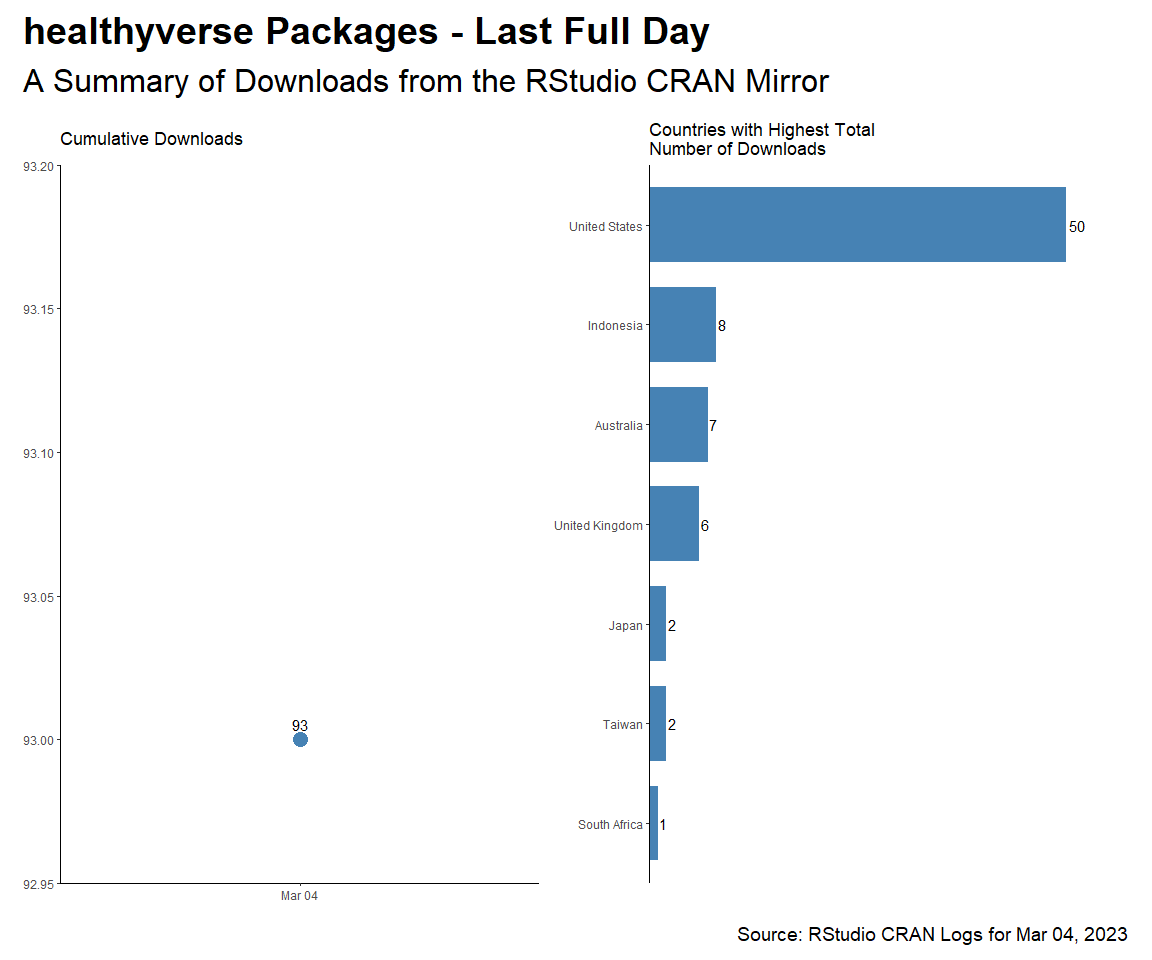 healthyverse Packages - Last Full Day
A Summary of Downloads from the RStudio CRAN Mirror
Cumulative Downloads
93.20
93.15
93.10
93.05
93.00
92.95
93
Mar 04
Countries with Highest Total
Number of Downloads
United States
50
Indonesia
8
Australia
7
United Kingdom
6
Japan
2
Taiwan
2
South Africa
1
Source: RStudio CRAN Logs for Mar 04, 2023